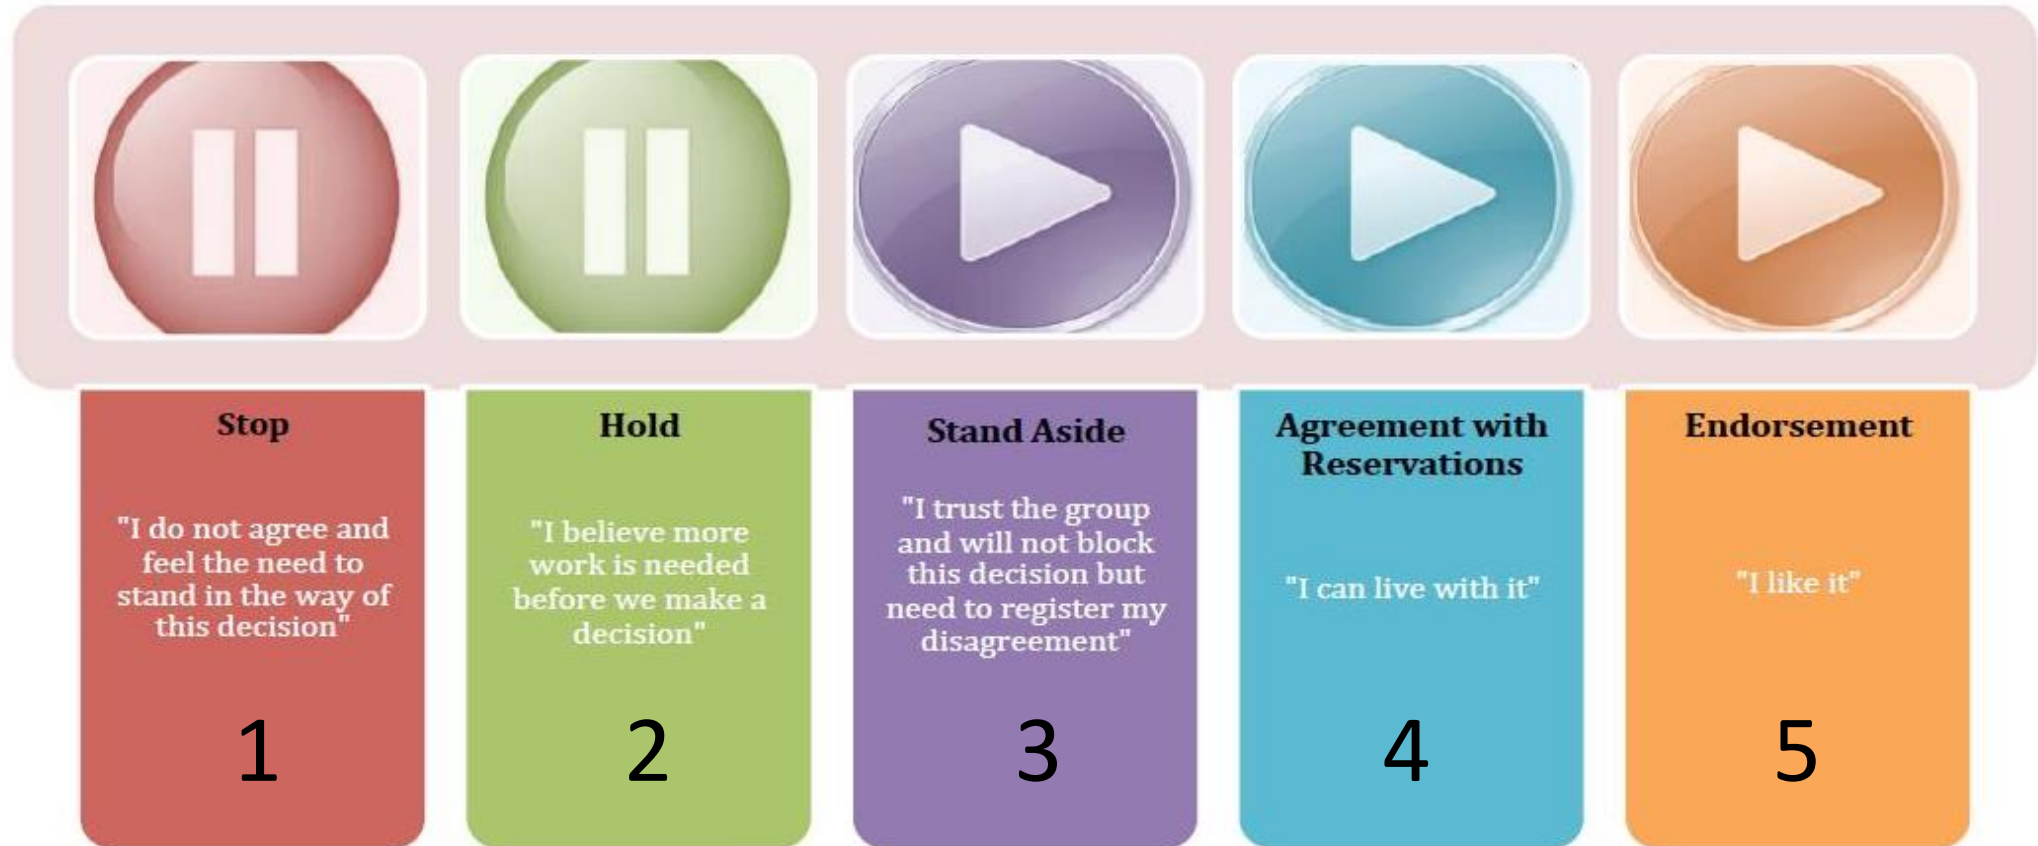 Stop
"I do not agree and
feel the need to
stand in the way of
this decision"
1
Hold
"I believe more
work is needed
before we make a
decision"
2
Stand Aside
"I trust the group
and will not block
this decision but
need to register my
disagreement"
3
Agreement with
Reservations
"I can live with it"
4
Endorsement
"I like it"
5